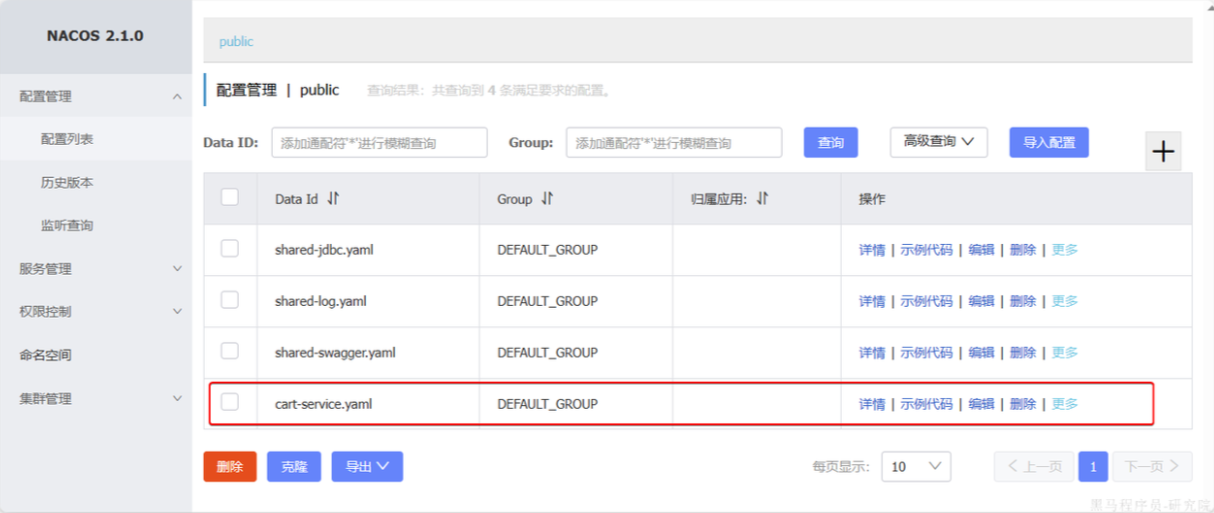 NACOS 2.1.0
配置管理
配置列表
历史版本
监听查询
服务管理
权限控制
命名空间
集群管理
public
配置管理 | public 查询结果：共查询到 4 条满足要求的配置。
Data ID: 添加通配符'*'进行模糊查询 Group: 添加通配符'*'进行模糊查询 查询 高级查询 导入配置
Data Id Group 归属应用: 操作
shared-jdbc.yaml DEFAULT_GROUP 详情 | 示例代码 | 编辑 | 删除 | 更多
shared-log.yaml DEFAULT_GROUP 详情 | 示例代码 | 编辑 | 删除 | 更多
shared-swagger.yaml DEFAULT_GROUP 详情 | 示例代码 | 编辑 | 删除 | 更多
cart-service.yaml DEFAULT_GROUP 详情 | 示例代码 | 编辑 | 删除 | 更多
删除 克隆 导出 每页显示: 10 上一页 1 下一页
黑马程序员-研究院